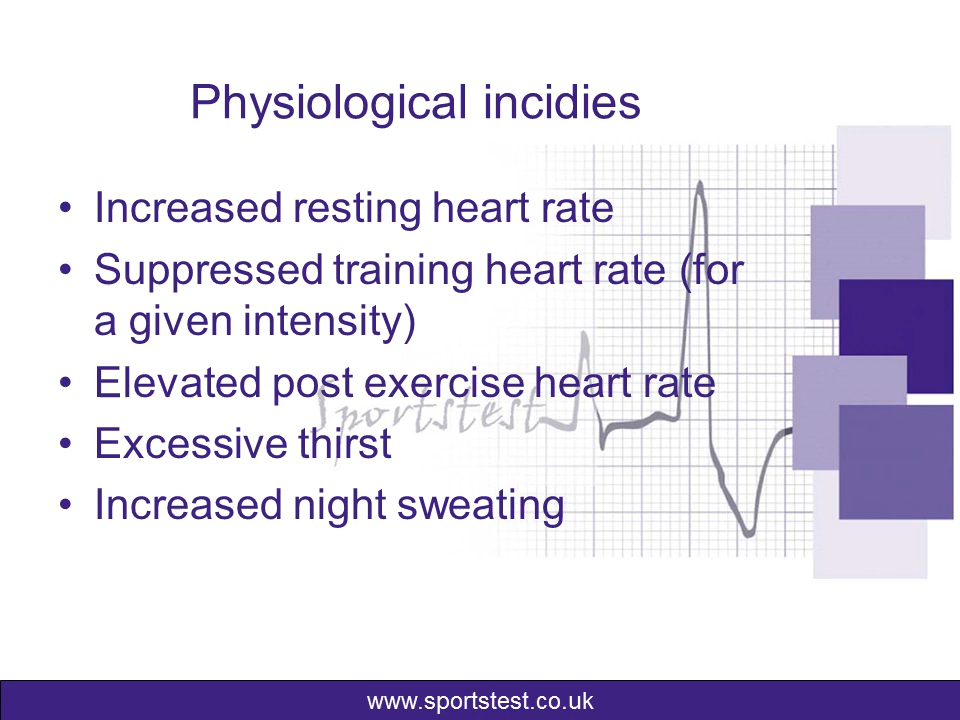 Physiological incidies
• Increased resting heart rate
• Suppressed training heart rate (for
a given intensity)
• Elevated post exercise heart rate
Sportstest
• Excessive thirst
• Increased night sweating
www.sportstest.co.uk